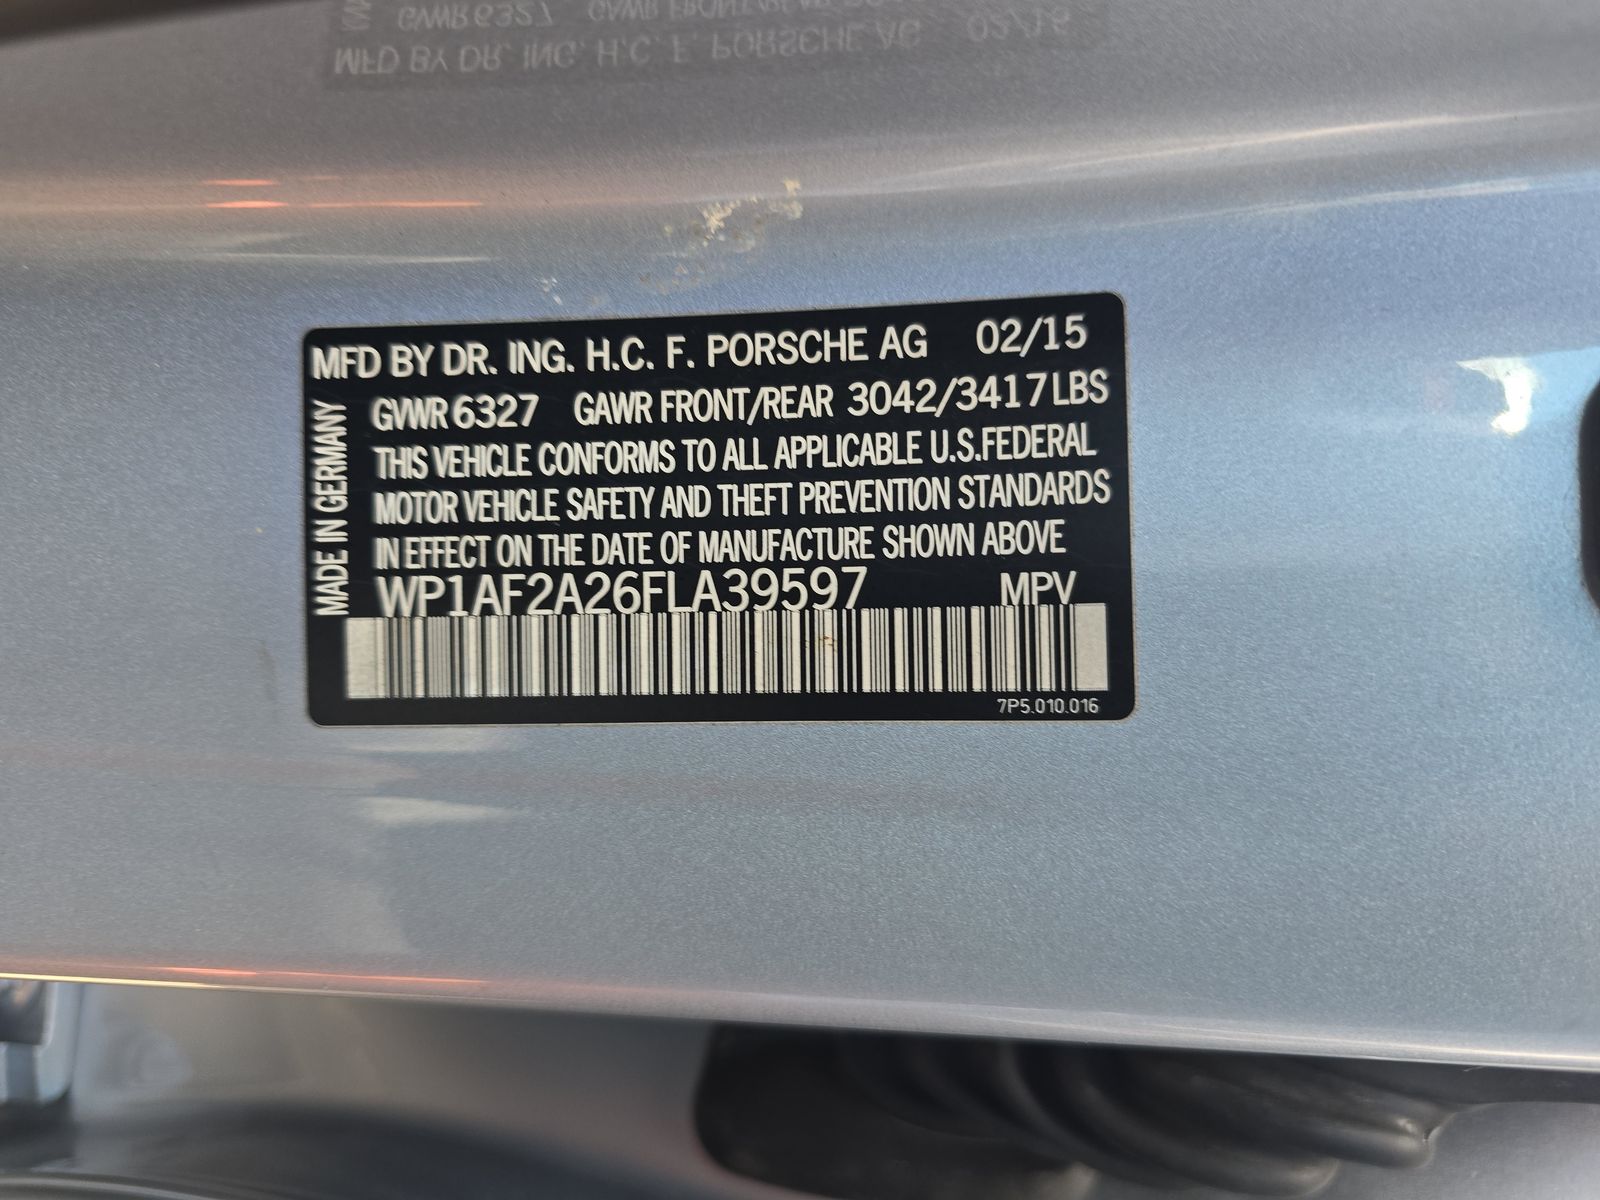 MFD BY DR. ING. H.C. F. PORSCHE AG 02/15
GVWR 6327 GAWR FRONT/REAR 3042/3417LBS
THIS VEHICLE CONFORMS TO ALL APPLICABLE U.S.FEDERAL
MOTOR VEHICLE SAFETY AND THEFT PREVENTION STANDARDS
IN EFFECT ON THE DATE OF MANUFACTURE SHOWN ABOVE
WP1AF2A26FLA39597 MPV
7P5.010.016
MADE IN GERMANY